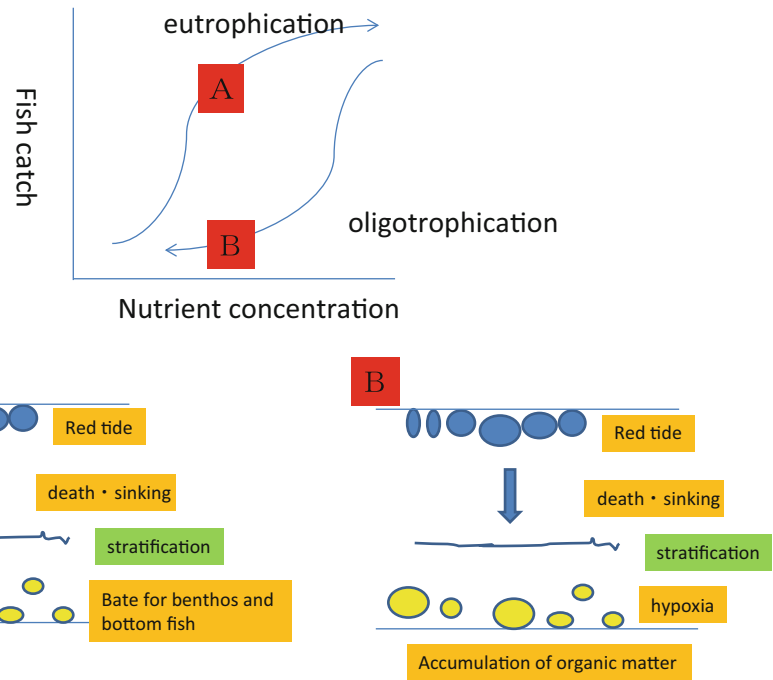 eutrophication
A
Fish catch
B
oligotrophication
Nutrient concentration
Red tide
death・sinking
stratification
Bate for benthos and
bottom fish
B
Red tide
death・sinking
stratification
hypoxia
Accumulation of organic matter